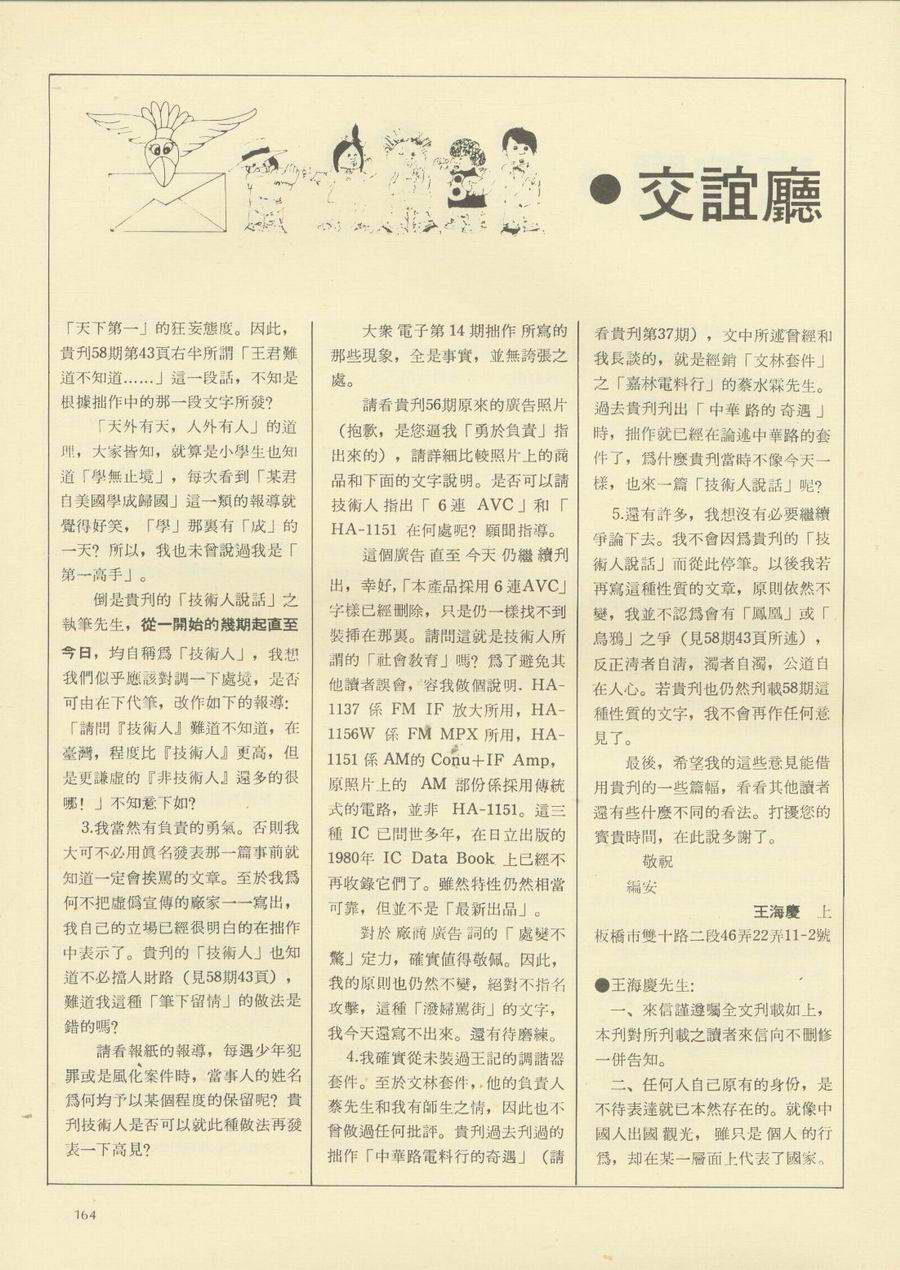 ●交誼廳
「天下第一」的狂妄態度。因此，
貴刋58期第43頁右半所謂「王君難
道不知道……」這一段話，不知是
根據拙作中的那一段文字所發？
「天外有天，人外有人」的道
理，大家皆知，就算是小學生也知
道「學無止境」，每次看到「某君
自美國學成歸國」這一類的報導就
覺得好笑，「學」那裏有「成」的
一天？所以，我也未曾說過我是「
第一高手」。
倒是貴刋的「技術人說話」之
執筆先生，從一開始的幾期起直至
今日，均自稱爲「技術人」，我想
我們似乎應該對調一下處境，是否
可由在下代筆，改作如下的報導：
「請問『技術人』難道不知道，在
臺灣，程度比『技術人』更高，但
是更謙虛的『非技術人』還多的很
哪！」不知意下如？
3.我當然有負責的勇氣。否則我
大可不必用眞名發表那一篇事前就
知道一定會挨罵的文章。至於我爲
何不把虛僞宣傳的廠家一一寫出，
我自己的立場已經很明白的在拙作
中表示了。貴刋的「技術人」也知
道不必擋人財路（見58期43頁），
難道我這種「筆下留情」的做法是
錯的嗎？
請看報紙的報導，每遇少年犯
罪或是風化案件時，當事人的姓名
爲何均予以某個程度的保留呢？貴
刋技術人是否可以就此種做法再發
表一下高見？
大衆電子第14期拙作所寫的
那些現象，全是事實，並無誇張之
處。
請看貴刋56期原來的廣告照片
（抱歉，是您逼我「勇於負責」指
出來的），請詳細比較照片上的商
品和下面的文字說明。是否可以請
技術人指出「6連 AVC」和「
HA-1151 在何處呢？願聞指導。
這個廣告直至今天仍繼續刋
出，幸好，「本產品採用6連AVC」
字樣已經刪除，只是仍一樣找不到
裝揷在那裏。請問這就是技術人所
謂的「社會教育」嗎？爲了避免其
他讀者誤會，容我做個說明．HA-
1137 係 FM IF 放大所用，HA-
1156W 係 FM MPX 所用，HA-
1151 係 AM的 Conu＋IF Amp，
原照片上的 AM 部份係採用傳統
式的電路，並非 HA-1151。這三
種 IC 已問世多年，在日立出版的
1980年 IC Data Book 上已經不
再收錄它們了。雖然特性仍然相當
可靠，但並不是「最新出品」。
對於廠商廣告詞的「處變不
驚」定力，確實值得敬佩。因此，
我的原則也仍然不變，絕對不指名
攻擊，這種「潑婦罵街」的文字，
我今天還寫不出來。還有待磨練。
4.我確實從未裝過王記的調諧器
套件。至於文林套件，他的負責人
蔡先生和我有師生之情，因此也不
曾做過任何批評。貴刋過去刋過的
拙作「中華路電料行的奇遇」（請
看貴刋第37期），文中所述曾經和
我長談的，就是經銷「文林套件」
之「嘉林電料行」的蔡水霖先生。
過去貴刋刋出「中華路的奇遇」
時，拙作就已經在論述中華路的套
件了，爲什麼貴刋當時不像今天一
樣，也來一篇「技術人說話」呢？
5.還有許多，我想沒有必要繼續
爭論下去。我不會因爲貴刋的「技
術人說話」而從此停筆。以後我若
再寫這種性質的文章，原則依然不
變，我並不認爲會有「鳳凰」或「
烏鴉」之爭（見58期43頁所述），
反正清者自清，濁者自濁，公道自
在人心。若貴刋也仍然刋載58期這
種性質的文字，我不會再作任何意
見了。
最後，希望我的這些意見能借
用貴刋的一些篇幅，看看其他讀者
還有些什麼不同的看法。打擾您的
寶貴時間，在此說多謝了。
敬祝
編安
王海慶 上
板橋市雙十路二段46弄22弄11-2號
●王海慶先生：
一、來信謹遵囑全文刋載如上，
本刋對所刋載之讀者來信向不刪修
一併告知。
二、任何人自己原有的身份，是
不待表達就已本然存在的。就像中
國人出國觀光，雖只是個人的行
爲，却在某一層面上代表了國家。
164